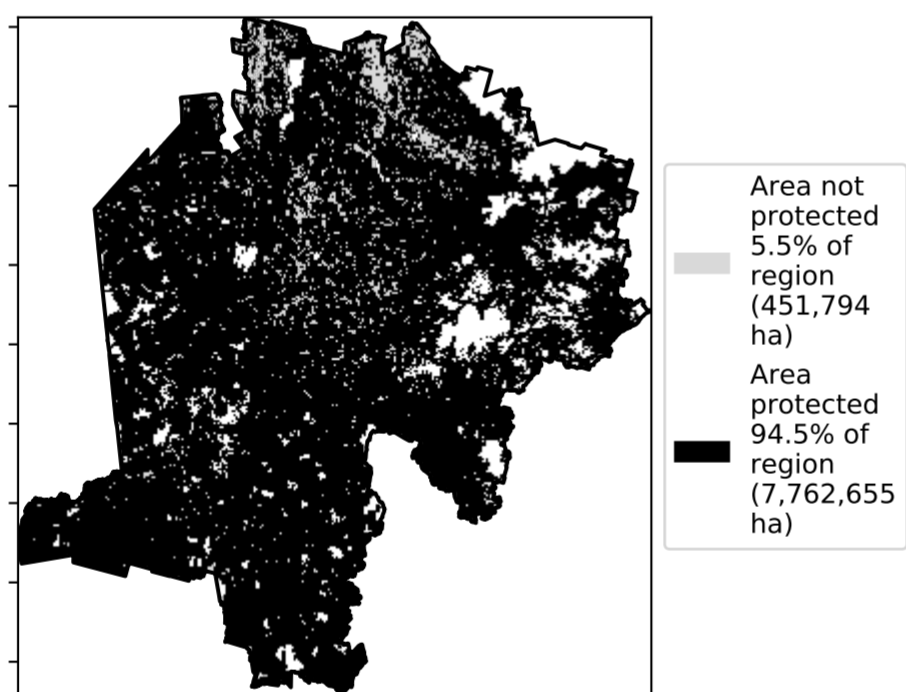 Area not
protected
5.5% of
region
(451,794
ha)
Area
protected
94.5% of
region
(7,762,655
ha)